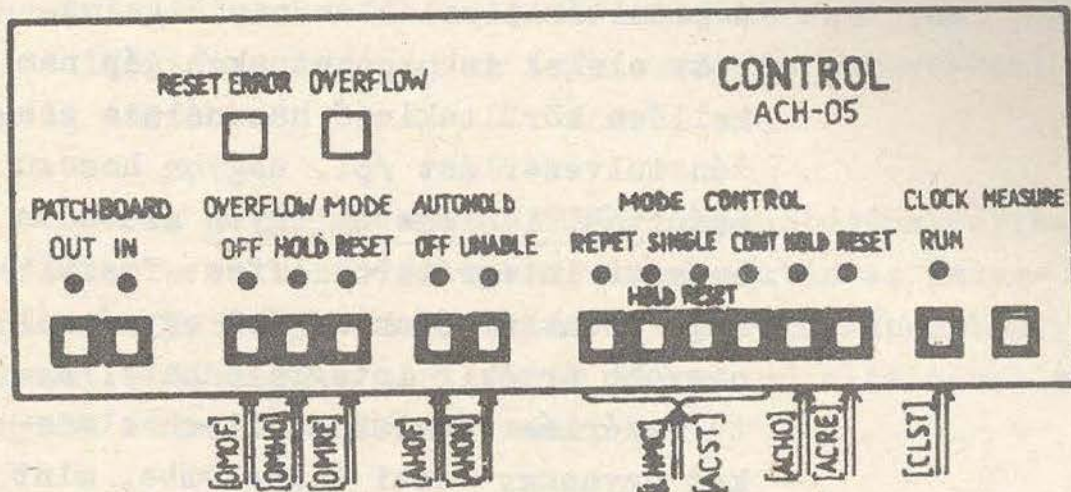 RESET ERROR OVERFLOW
CONTROL
ACH-05
PATCHBOARD OVERFLOW MODE AUTOHOLD MODE CONTROL CLOCK MEASURE
OUT IN OFF HOLD RESET OFF UNABLE REPET SINGLE CONT HOLD RESET RUN
HOLD RESET
[OMOF] [OMHO] [OMRE] [AHOF] [AHON] [ACST] [ACHO] [ACRE] [CLST]